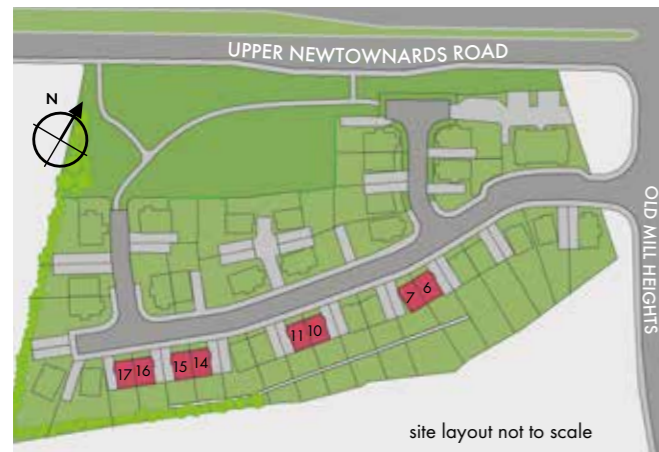 UPPER NEWTOWNARDS ROAD
N
OLD MILL HEIGHTS
7 6
11 10
17 16 15 14
site layout not to scale